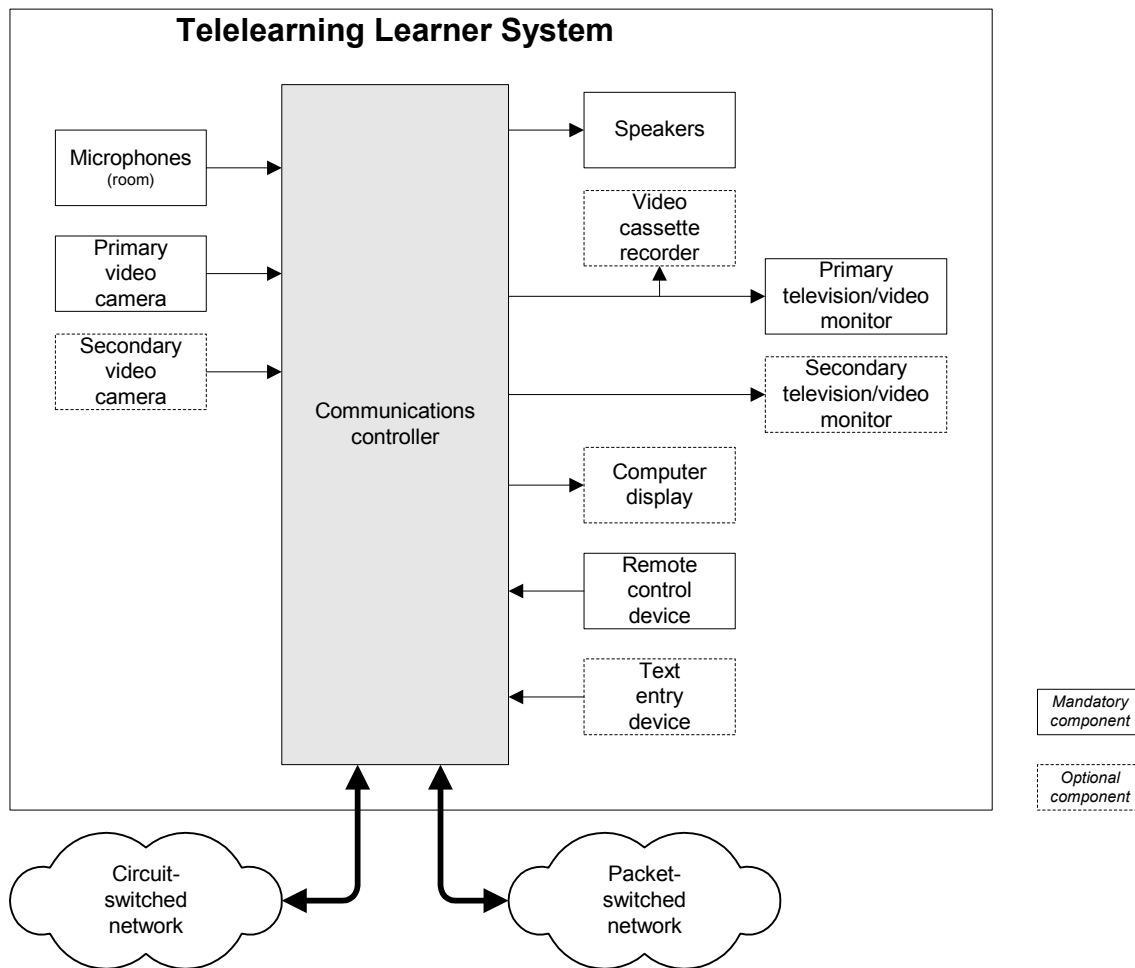 Telelearning Learner System
Microphones
(room)
Primary
video
camera
Secondary
video
camera
Communications
controller
Speakers
Video
cassette
recorder
Primary
television/video
monitor
Secondary
television/video
monitor
Computer
display
Remote
control
device
Text
entry
device
Mandatory
component
Optional
component
Circuit-
switched
network
Packet-
switched
network